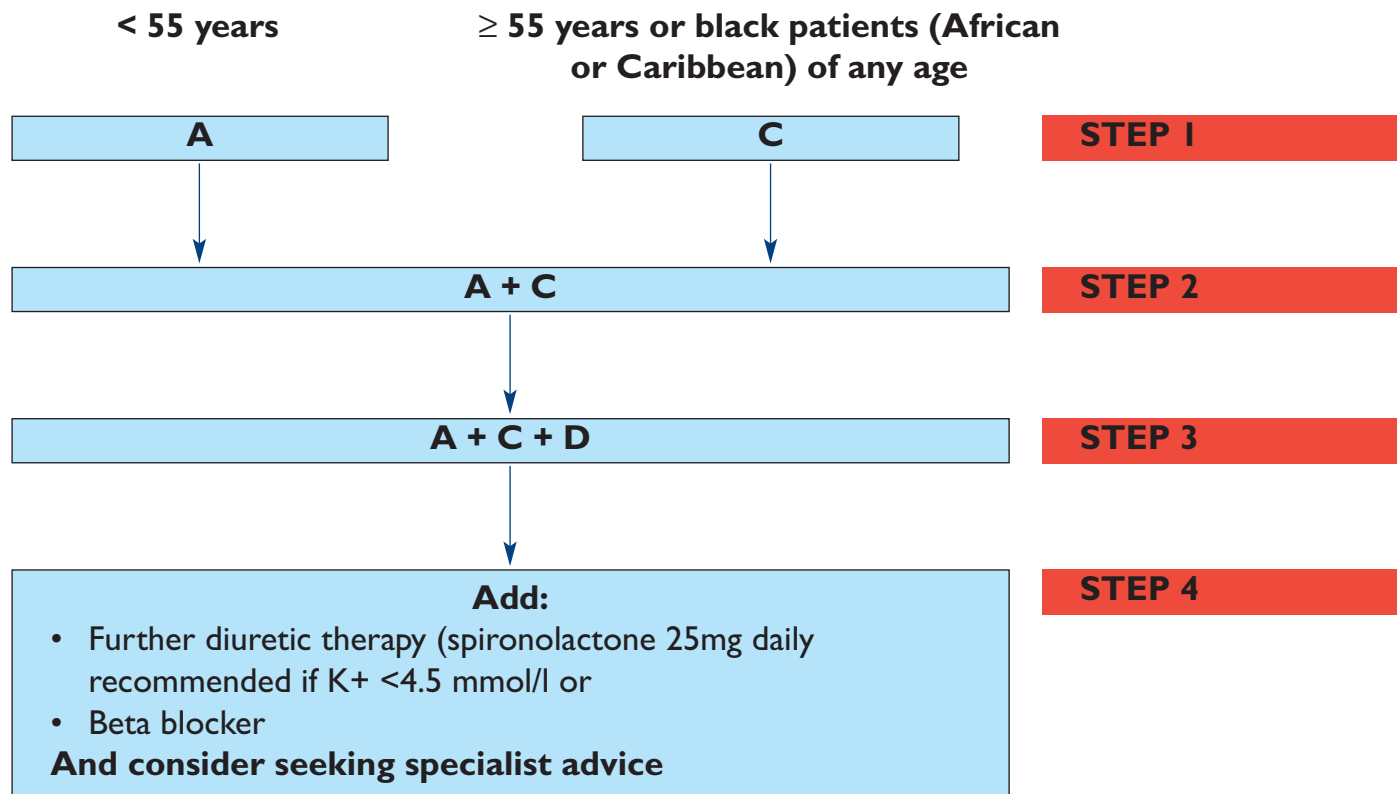 < 55 years
≥ 55 years or black patients (African
or Caribbean) of any age
A
C
STEP 1
A + C
STEP 2
A + C + D
STEP 3
Add:
• Further diuretic therapy (spironolactone 25mg daily
recommended if K+ <4.5 mmol/l or
• Beta blocker
And consider seeking specialist advice
STEP 4